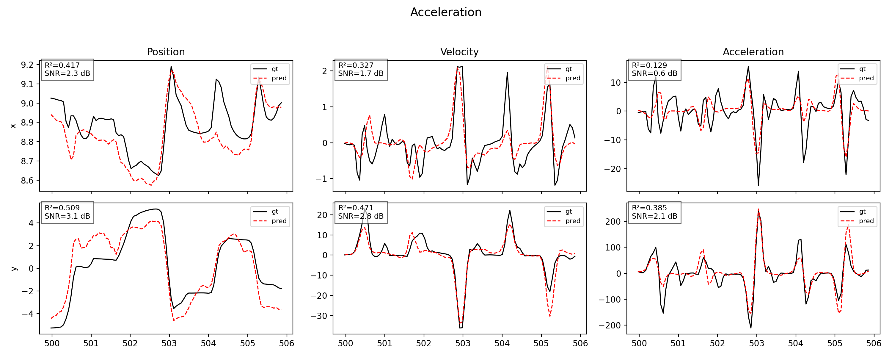 Acceleration
Position
Velocity
Acceleration
R²=0.417
SNR=2.3 dB
gt
pred
R²=0.327
SNR=1.7 dB
gt
pred
R²=0.129
SNR=0.6 dB
gt
pred
9.2
9.1
9.0
8.9
8.8
8.7
8.6
x
2
1
0
−1
10
0
−10
−20
R²=0.509
SNR=3.1 dB
gt
pred
R²=0.471
gt
pred
R²=0.385
SNR=2.1 dB
gt
pred
4
2
0
−2
−4
y
20
10
0
−10
−20
−30
200
100
0
−100
−200
500 501 502 503 504 505 506
500 501 502 503 504 505 506
500 501 502 503 504 505 506